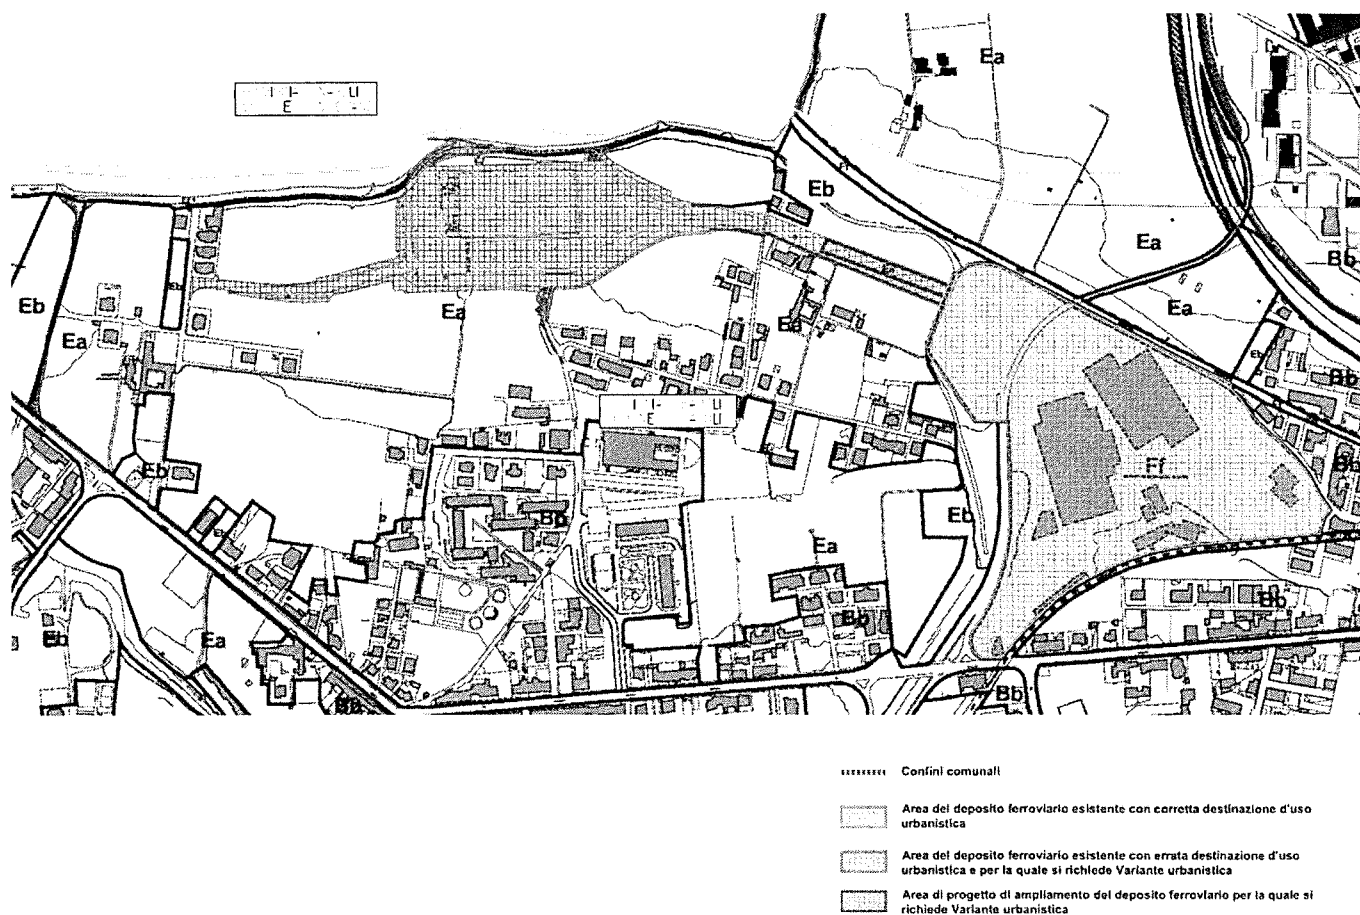 Ea
Eb
Ea
Bb
Eb
Ea
Ea
Ea
Ea
Eb
Bb
Bb
Ff
Eb
Bb
Eb
Ea
Bb
Bb
Eb
Ea
Bb
Bb
Confini comunali
Area del deposito ferroviario esistente con corretta destinazione d'uso
urbanistica
Area del deposito ferroviario esistente con errata destinazione d'uso
urbanistica e per la quale si richiede Variante urbanistica
Area di progetto di ampliamento del deposito ferroviario per la quale si
richiede Variante urbanistica